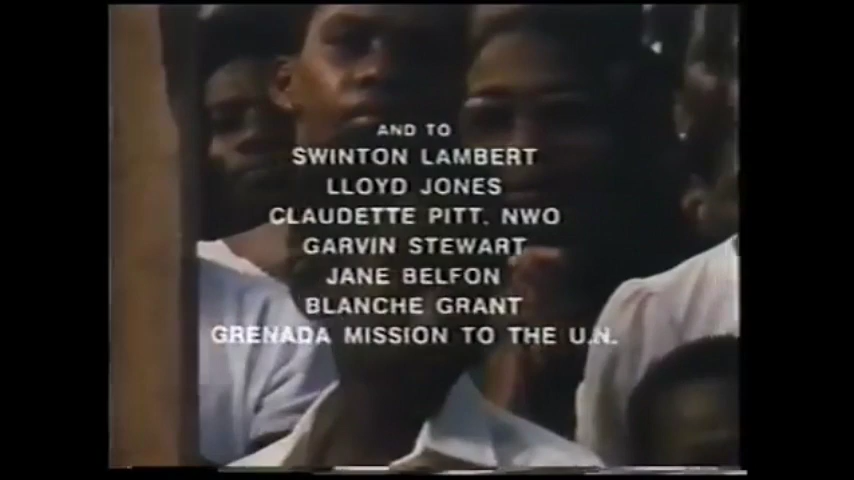 AND TO
SWINTON LAMBERT
LLOYD JONES
CLAUDETTE PITT. NWO
GARVIN STEWART
JANE BELFON
BLANCHE GRANT
GRENADA MISSION TO THE U.N.